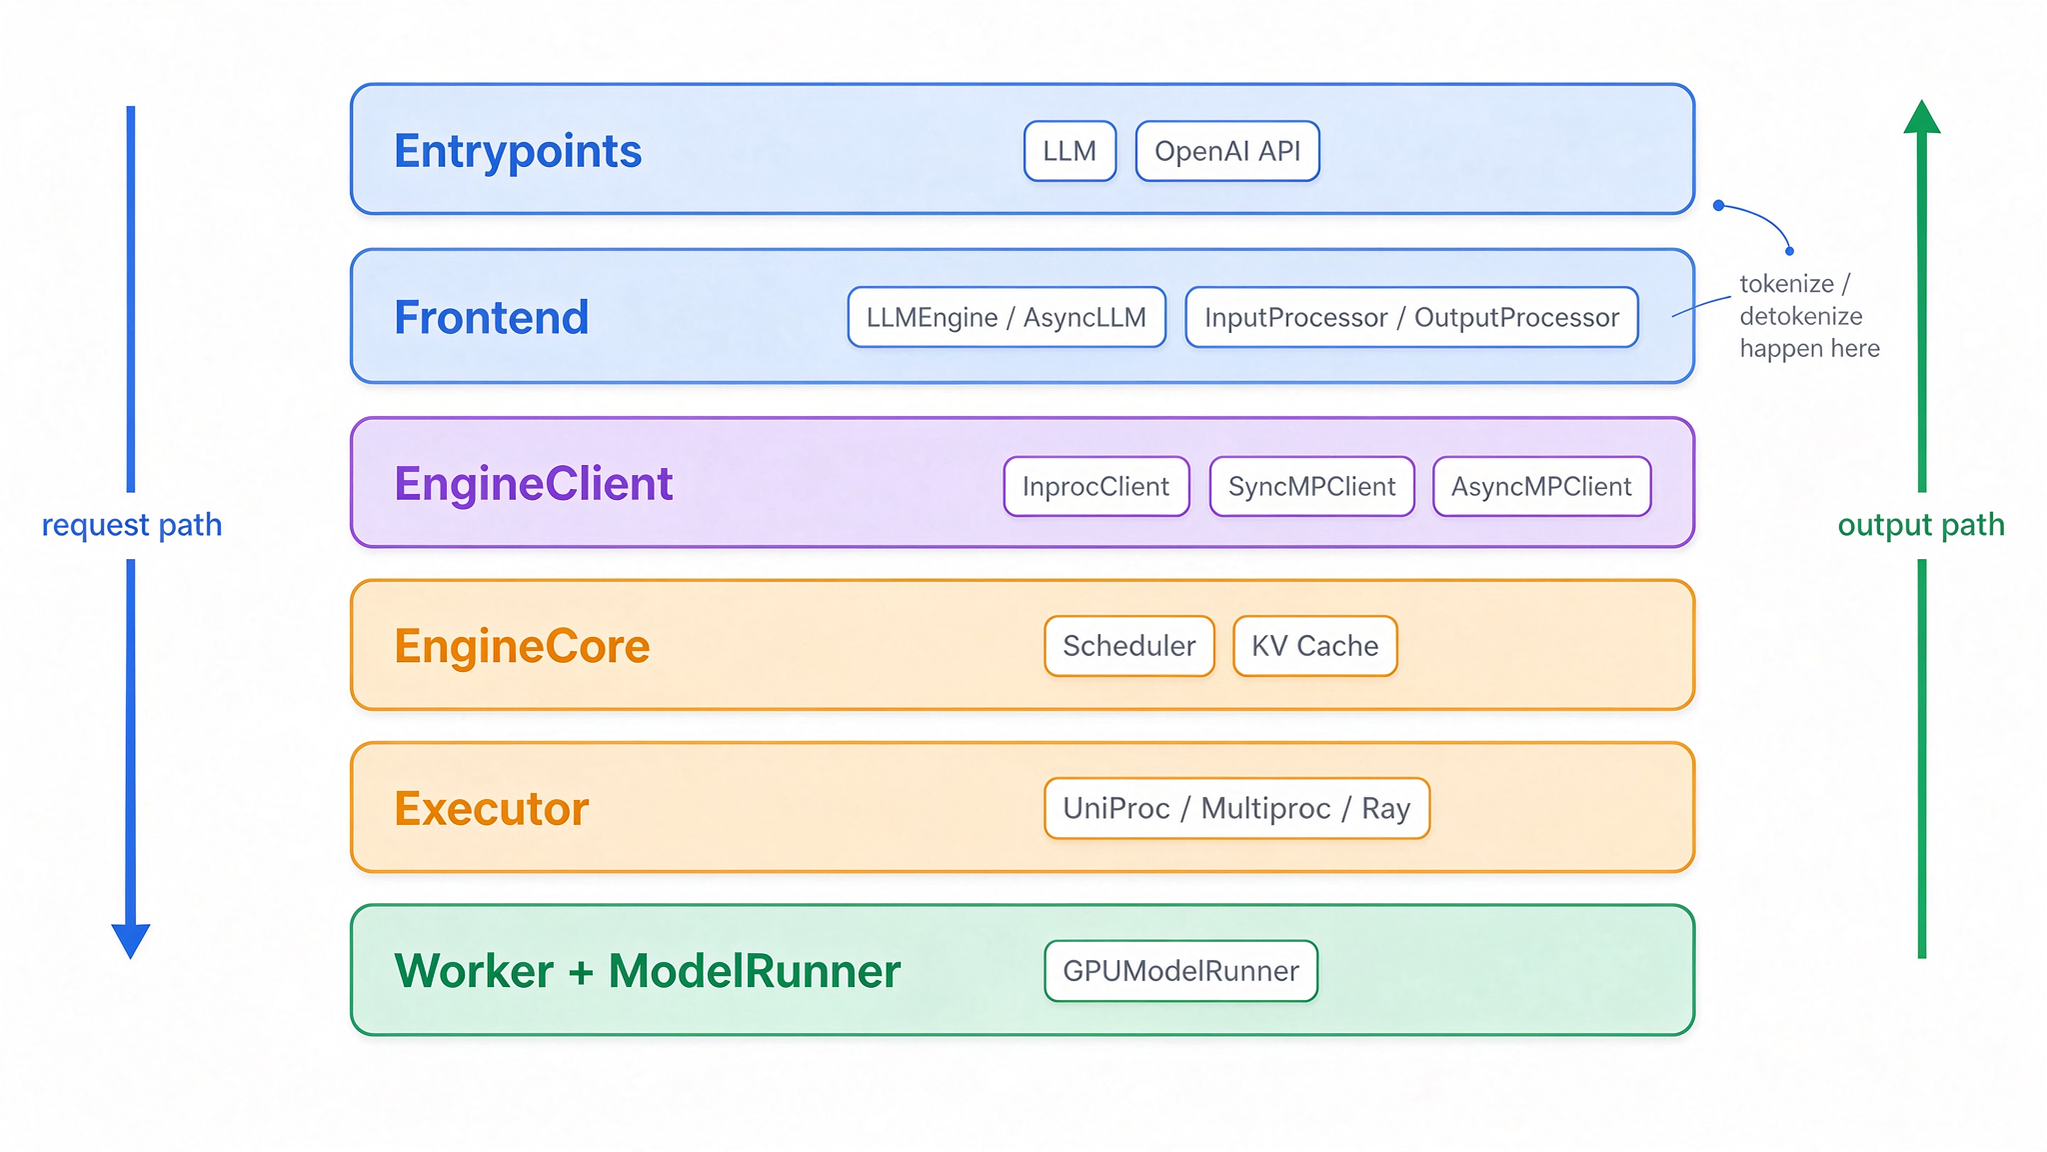 Entrypoints
LLM
OpenAI API
Frontend
LLMEngine / AsyncLLM
InputProcessor / OutputProcessor
tokenize /
detokenize
happen here
EngineClient
InprocClient
SyncMPClient
AsyncMPClient
request path
output path
EngineCore
Scheduler
KV Cache
Executor
UniProc / Multiproc / Ray
Worker + ModelRunner
GPUModelRunner